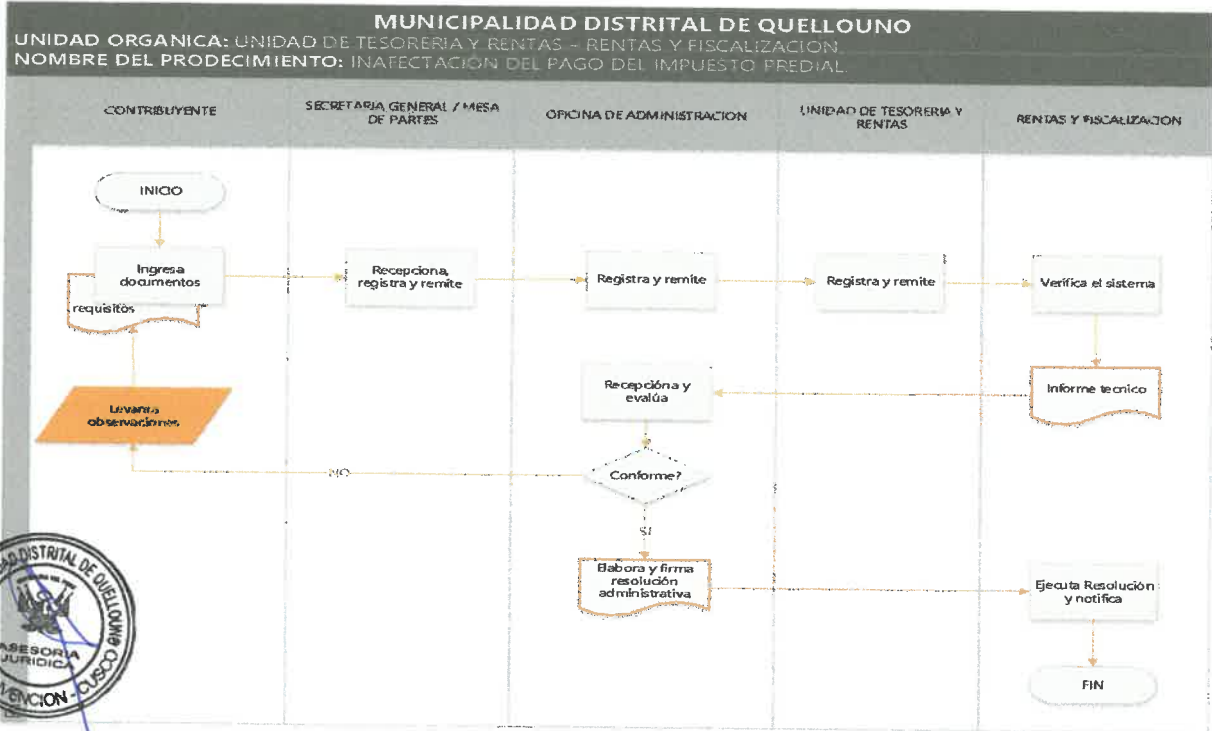 MUNICIPALIDAD DISTRITAL DE QUELLOUNO
UNIDAD ORGANICA: UNIDAD DE TESORERIA Y RENTAS – RENTAS Y FISCALIZACION.
NOMBRE DEL PRODECIMIENTO: INAFECTACIÓN DEL PAGO DEL IMPUESTO PREDIAL.
CONTRIBUYENTE
SECRETARIA GENERAL / MESA
DE PARTES
OFICINA DE ADMINISTRACION
UNIDAD DE TESORERIA Y
RENTAS
RENTAS Y FISCALIZACION
INICIO
Ingresa
documentos
requisitos
Recepciona,
registra y remite
Registra y remite
Registra y remite
Verifica el sistema
Levanta
observaciones
Recepcióna y
evalúa
Informe tecnico
NO
Conforme?
SI
Elabora y firma
resolución
administrativa
Ejecuta Resolución
y notifica
FIN
DISTRITAL DE QUELLOUNO
ASESORIA
JURIDICA
VENCION - CUSCO